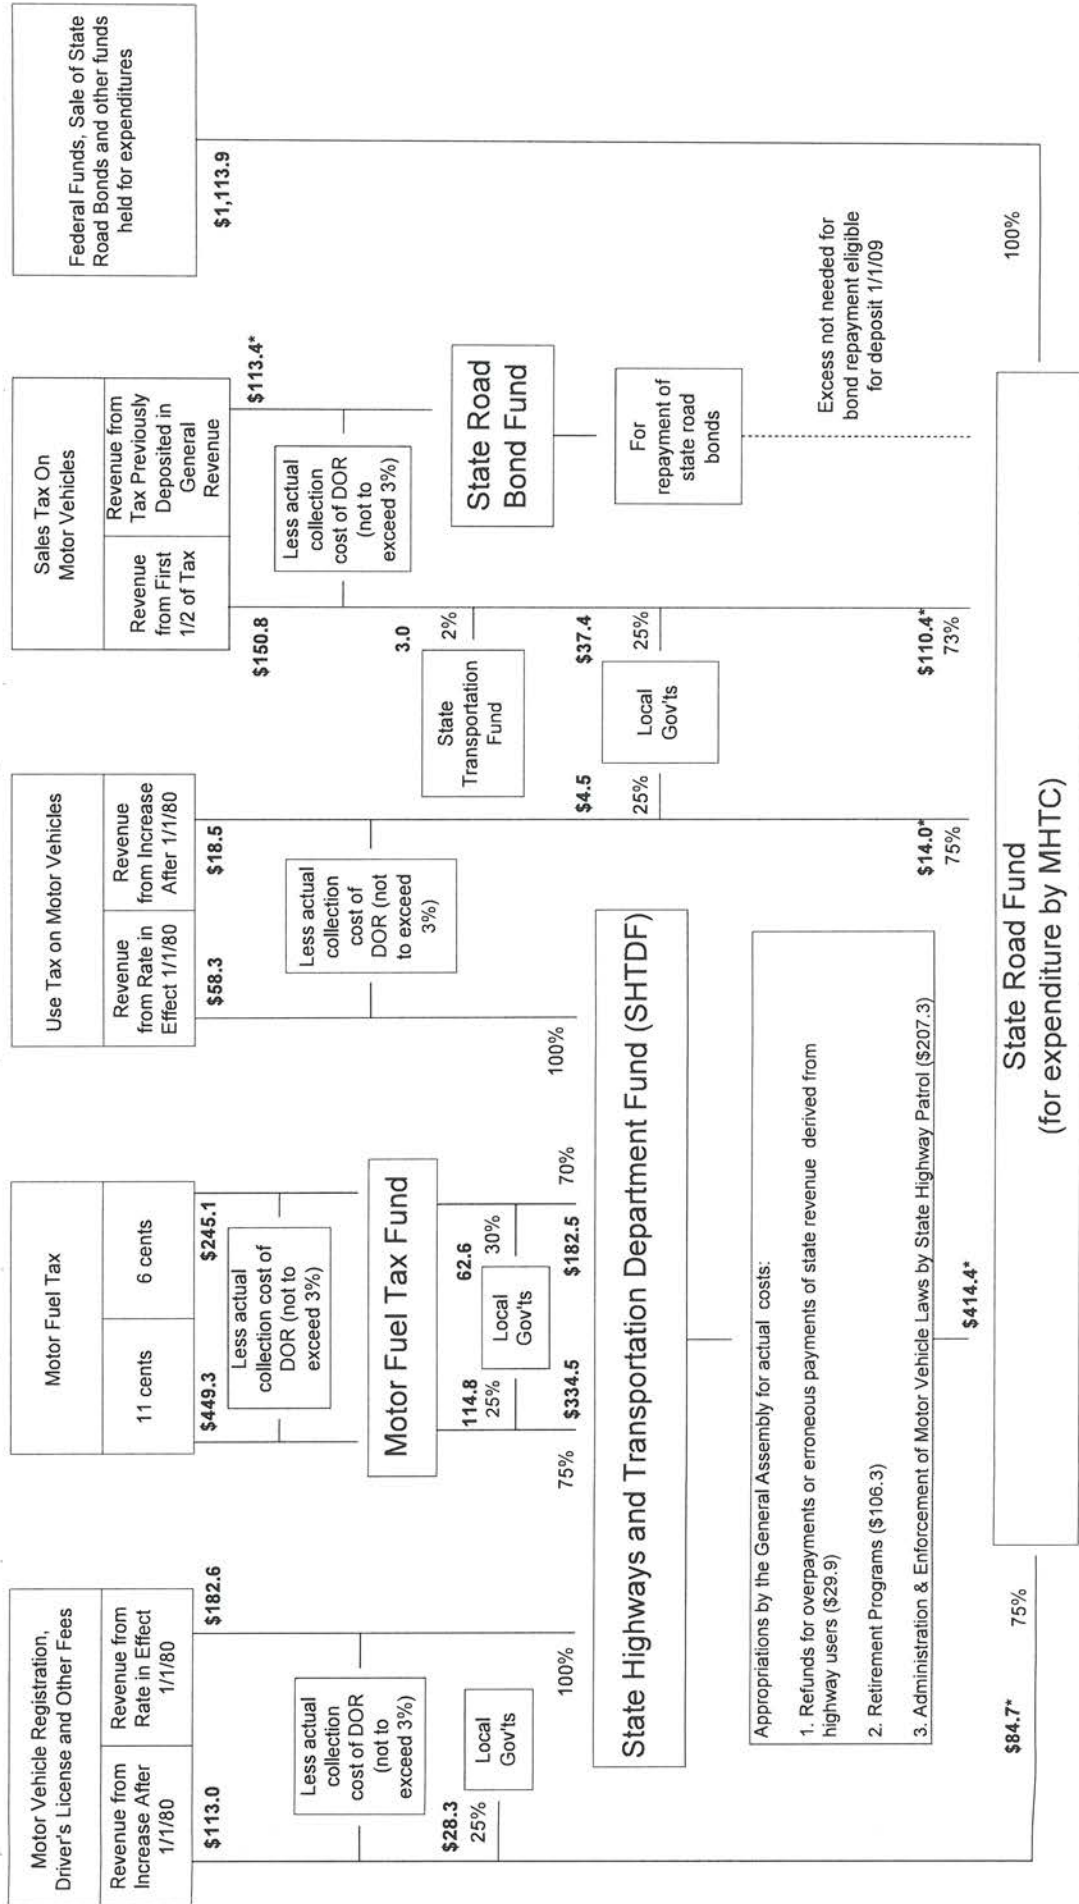 Motor Vehicle Registration,
Driver's License and Other Fees
Revenue from
Increase After
1/1/80
Revenue from
Rate in Effect
1/1/80
$113.0
$182.6
Less actual
collection
cost of DOR
(not to
exceed 3%)
$28.3
25%
Local
Gov'ts
100%
Motor Fuel Tax
11 cents
6 cents
$449.3
$245.1
Less actual
collection cost of
DOR (not to
exceed 3%)
Motor Fuel Tax Fund
114.8
25%
Local
Gov'ts
62.6
30%
75%
$334.5
$182.5
70%
Use Tax on Motor Vehicles
Revenue
from Rate in
Effect 1/1/80
Revenue
from Increase
After 1/1/80
$58.3
$18.5
Less actual
collection
cost of
DOR (not
to exceed
3%)
100%
$4.5
25%
$14.0*
75%
Sales Tax On
Motor Vehicles
Revenue
from First
1/2 of Tax
Revenue from
Tax Previously
Deposited in
General
Revenue
$150.8
$113.4*
Less actual
collection
cost of DOR
(not to
exceed 3%)
3.0
2%
State
Transportation
Fund
$37.4
25%
Local
Gov'ts
$110.4*
73%
State Road
Bond Fund
For
repayment of
state road
bonds
Excess not needed for
bond repayment eligible
for deposit 1/1/09
Federal Funds, Sale of State
Road Bonds and other funds
held for expenditures
$1,113.9
100%
State Highways and Transportation Department Fund (SHTDF)
Appropriations by the General Assembly for actual costs:
1. Refunds for overpayments or erroneous payments of state revenue derived from
highway users ($29.9)
2. Retirement Programs ($106.3)
3. Administration & Enforcement of Motor Vehicle Laws by State Highway Patrol ($207.3)
$84.7*
75%
$414.4*
State Road Fund
(for expenditure by MHTC)